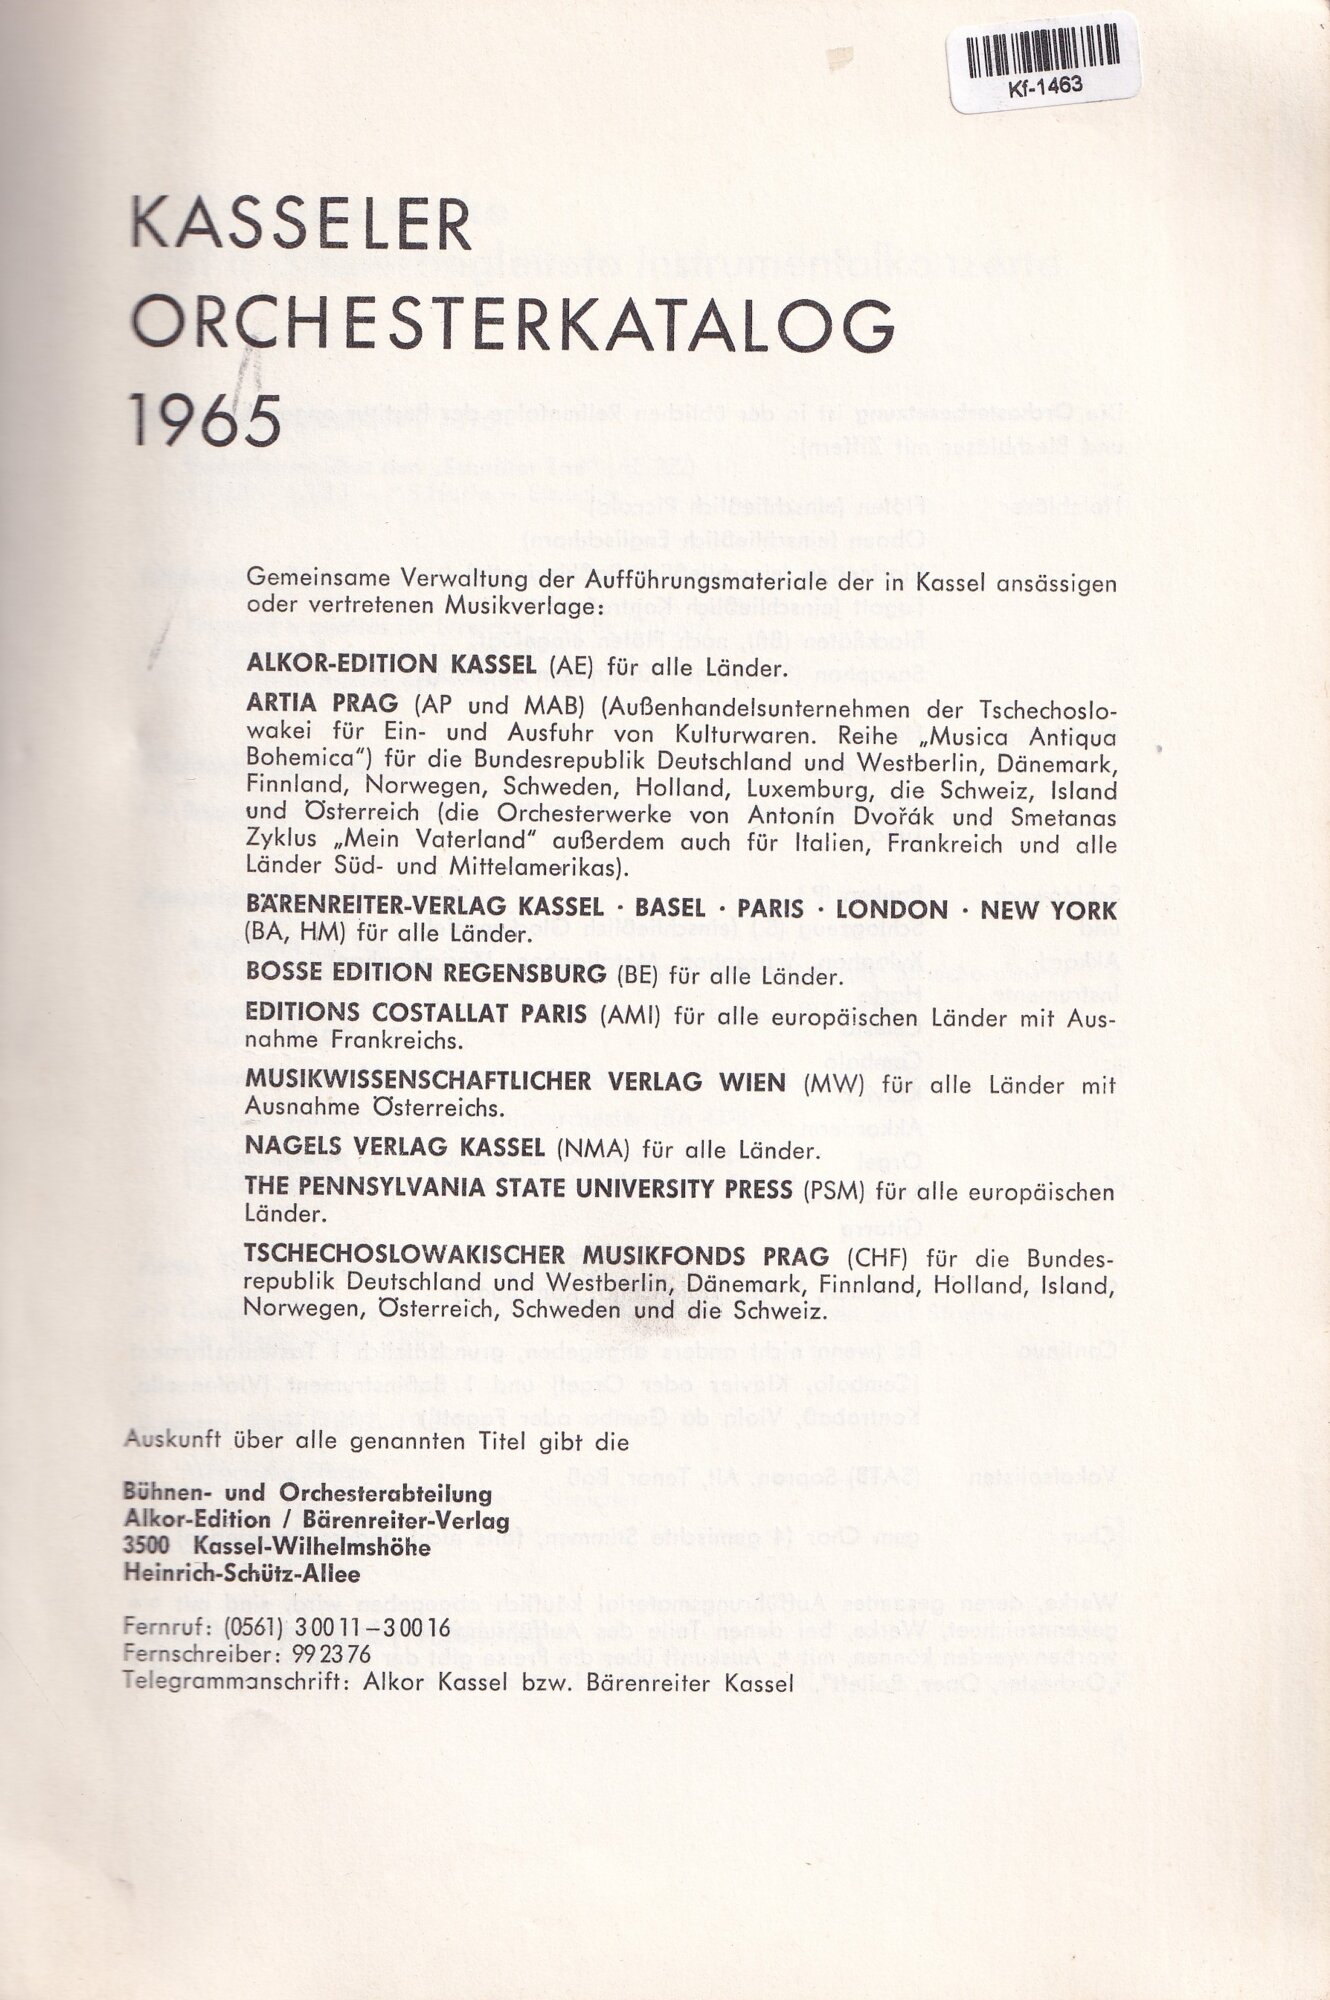 Kf-1463
KASSELER
ORCHESTERKATALOG
1965
Gemeinsame Verwaltung der Aufführungsmateriale der in Kassel ansässigen
oder vertretenen Musikverlage:
ALKOR-EDITION KASSEL (AE) für alle Länder.
ARTIA PRAG (AP und MAB) (Außenhandelsunternehmen der Tschechoslo-
wakei für Ein- und Ausfuhr von Kulturwaren. Reihe „Musica Antiqua
Bohemica“) für die Bundesrepublik Deutschland und Westberlin, Dänemark,
Finnland, Norwegen, Schweden, Holland, Luxemburg, die Schweiz, Island
und Österreich (die Orchesterwerke von Antonín Dvořák und Smetanas
Zyklus „Mein Vaterland“ außerdem auch für Italien, Frankreich und alle
Länder Süd- und Mittelamerikas).
BÄRENREITER-VERLAG KASSEL · BASEL · PARIS · LONDON · NEW YORK
(BA, HM) für alle Länder.
BOSSE EDITION REGENSBURG (BE) für alle Länder.
EDITIONS COSTALLAT PARIS (AMI) für alle europäischen Länder mit Aus-
nahme Frankreichs.
MUSIKWISSENSCHAFTLICHER VERLAG WIEN (MW) für alle Länder mit
Ausnahme Österreichs.
NAGELS VERLAG KASSEL (NMA) für alle Länder.
THE PENNSYLVANIA STATE UNIVERSITY PRESS (PSM) für alle europäischen
Länder.
TSCHECHOSLOWAKISCHER MUSIKFONDS PRAG (CHF) für die Bundes-
republik Deutschland und Westberlin, Dänemark, Finnland, Holland, Island,
Norwegen, Österreich, Schweden und die Schweiz.
Auskunft über alle genannten Titel gibt die
Bühnen- und Orchesterabteilung
Alkor-Edition / Bärenreiter-Verlag
3500 Kassel-Wilhelmshöhe
Heinrich-Schütz-Allee
Fernruf: (0561) 3 00 11 – 3 00 16
Fernschreiber: 99 23 76
Telegrammanschrift: Alkor Kassel bzw. Bärenreiter Kassel